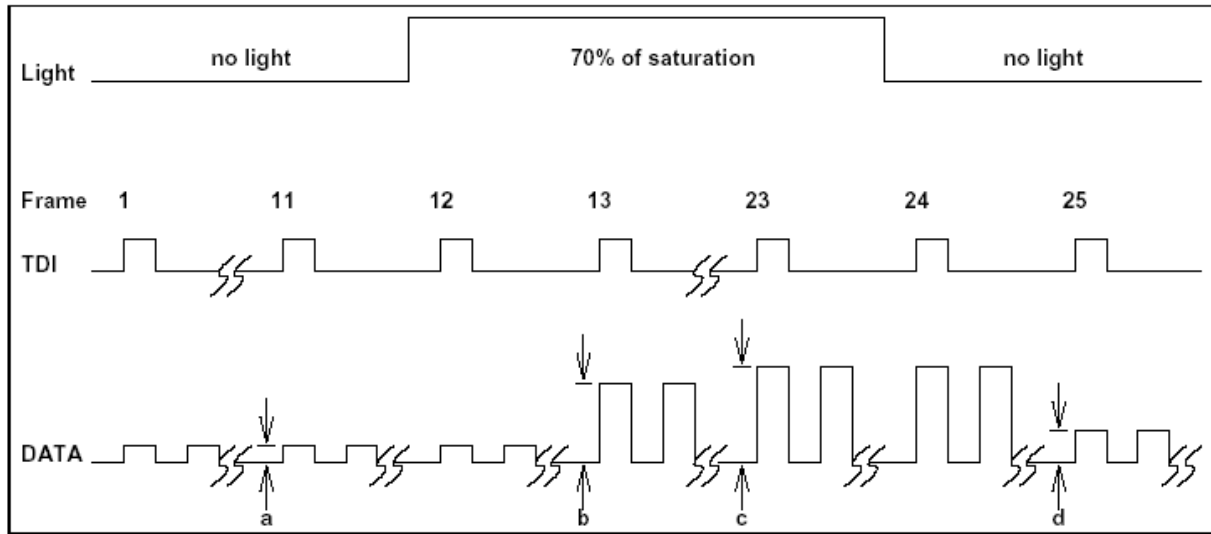 no light 70% of saturation no light
Light
Frame 1 11 12 13 23 24 25
TDI
DATA
a b c d